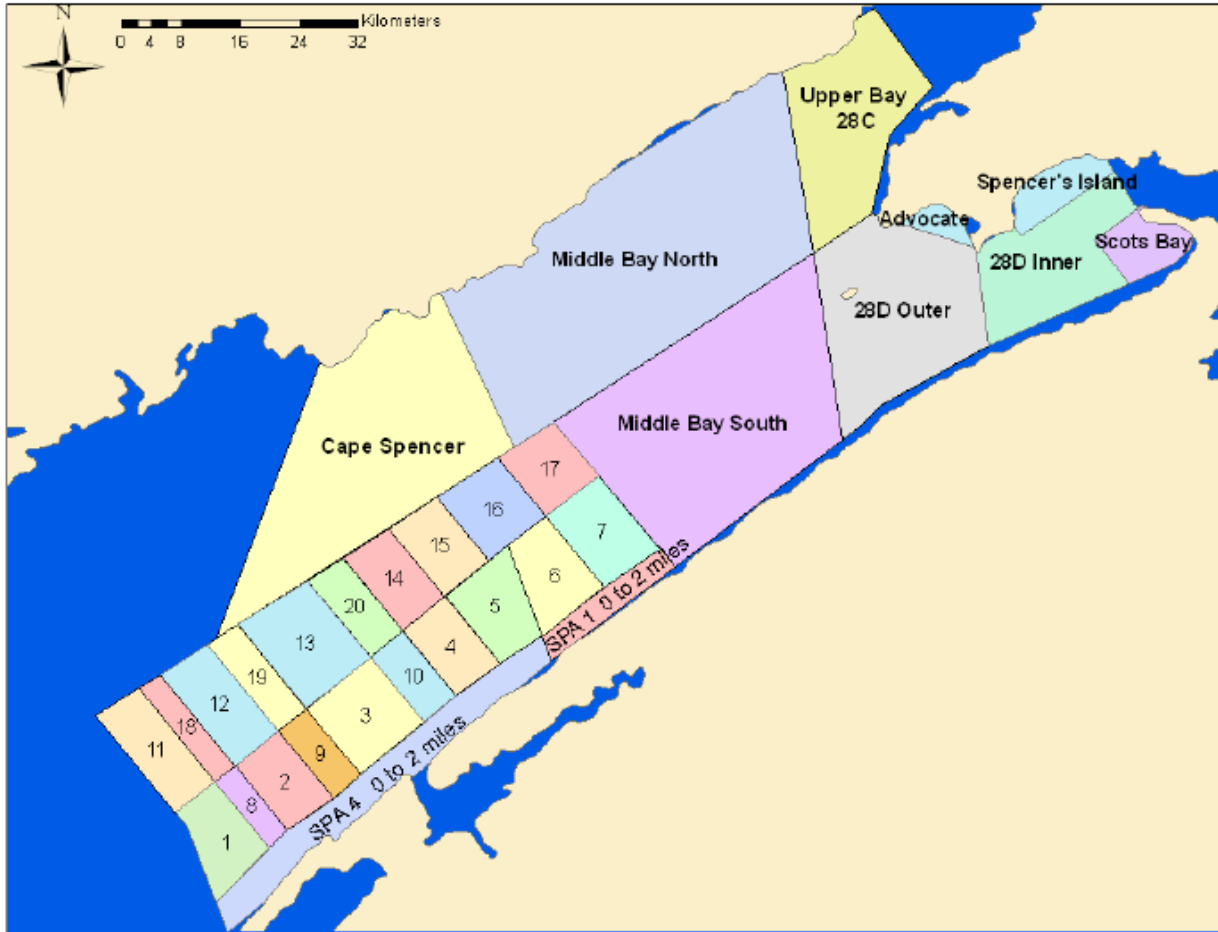 N
Kilometers
0 4 8 16 24 32
Upper Bay
28C
Spencer's Island
Advocate
Scots Bay
Middle Bay North
28D Inner
28D Outer
Middle Bay South
Cape Spencer
17
16
7
15
14
6
5
20
4
13
10
19
12
3
18
11
9
2
8
1
SPA 1 0 to 2 miles
SPA 4 0 to 2 miles